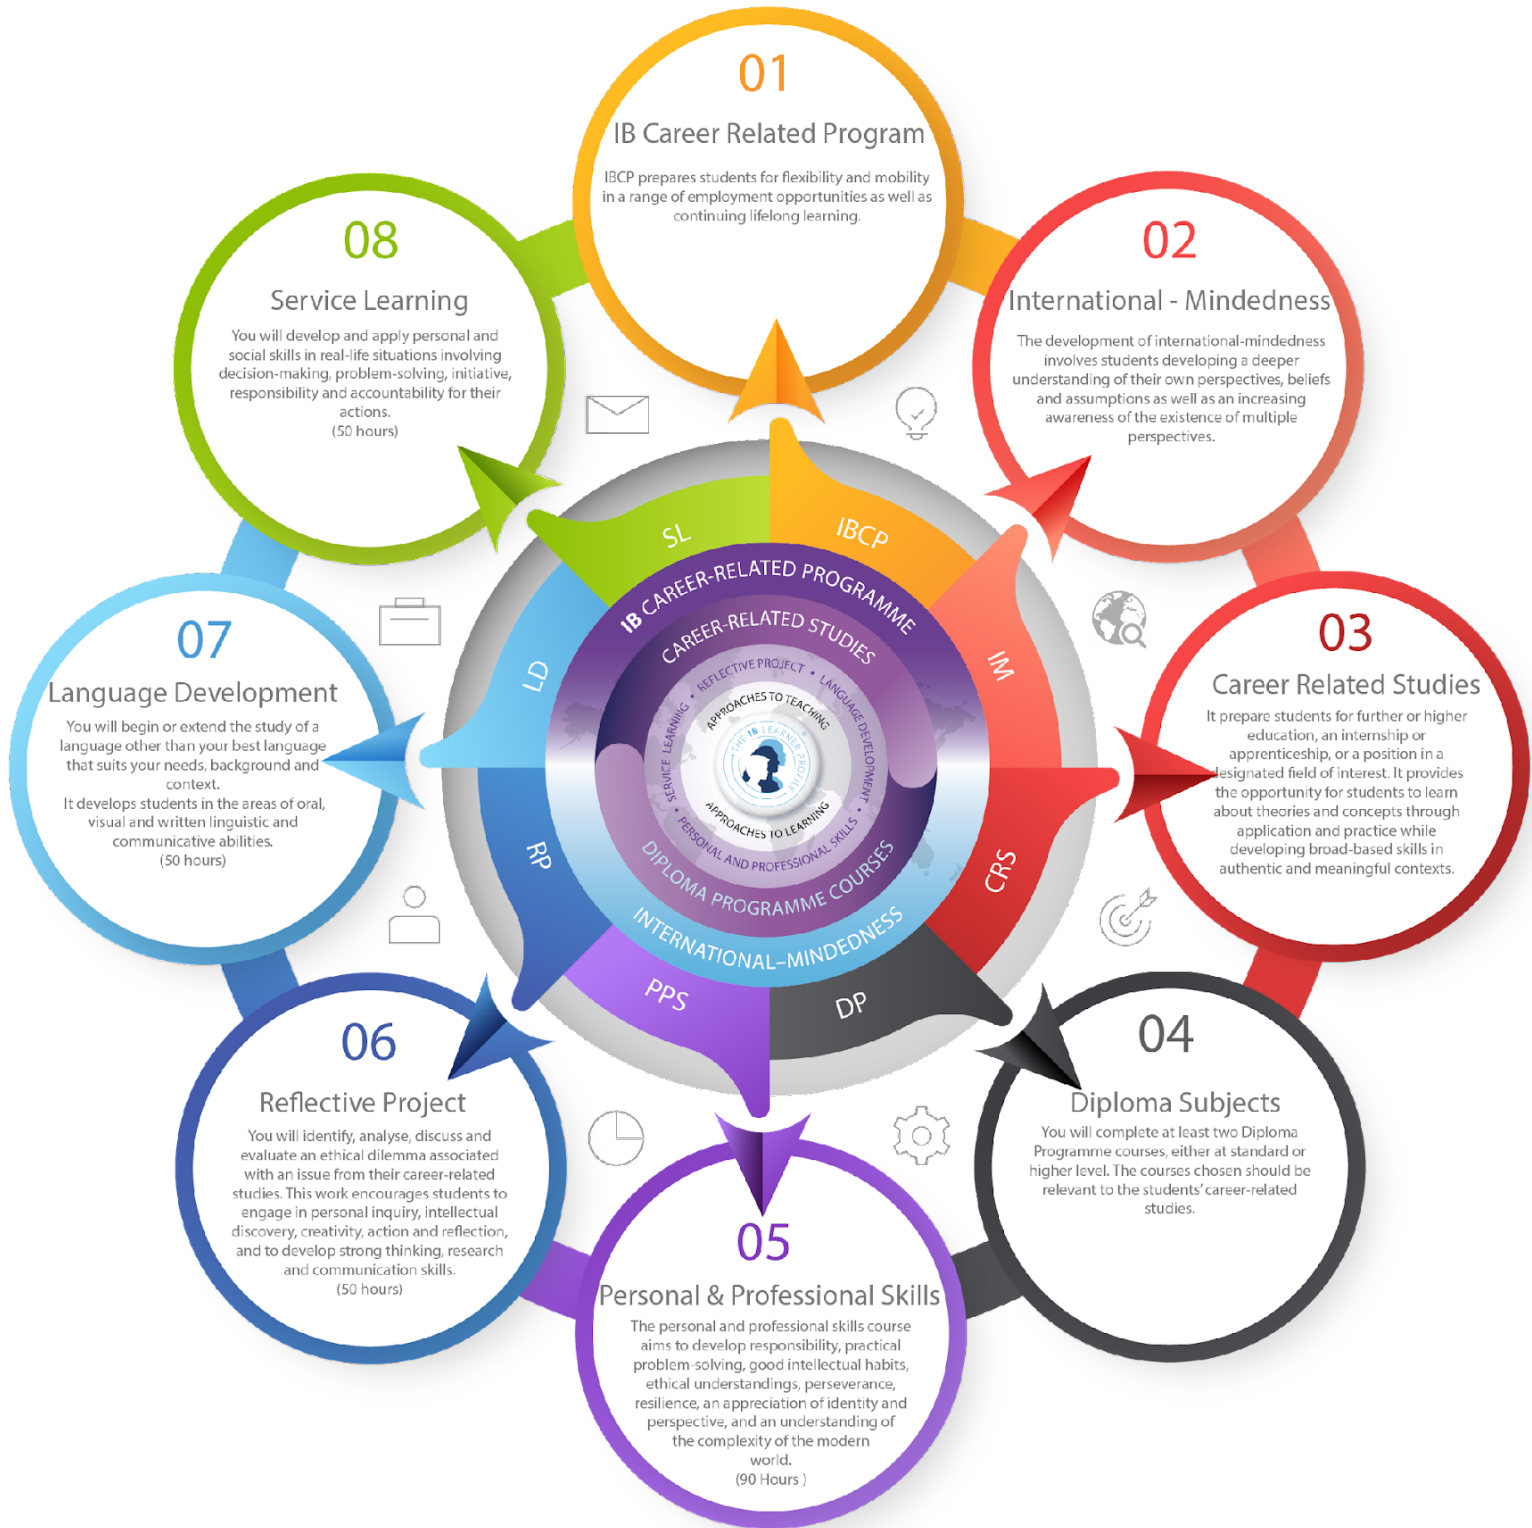 01
IB Career Related Program
IBCP prepares students for flexibility and mobility
in a range of employment opportunities as well as
continuing lifelong learning.
02
International - Mindedness
The development of international-mindedness
involves students developing a deeper
understanding of their own perspectives, beliefs
and assumptions as well as an increasing
awareness of the existence of multiple
perspectives.
03
Career Related Studies
It prepare students for further or higher
education, an internship or
apprenticeship, or a position in a
designated field of interest. It provides
the opportunity for students to learn
about theories and concepts through
application and practice while
developing broad-based skills in
authentic and meaningful contexts.
04
Diploma Subjects
You will complete at least two Diploma
Programme courses, either at standard or
higher level. The courses chosen should be
relevant to the students’ career-related
studies.
05
Personal & Professional Skills
The personal and professional skills course
aims to develop responsibility, practical
problem-solving, good intellectual habits,
ethical understandings, perseverance,
resilience, an appreciation of identity and
perspective, and an understanding of
the complexity of the modern
world.
(90 Hours )
06
Reflective Project
You will identify, analyse, discuss and
evaluate an ethical dilemma associated
with an issue from their career-related
studies. This work encourages students to
engage in personal inquiry, intellectual
discovery, creativity, action and reflection,
and to develop strong thinking, research
and communication skills.
(50 hours)
07
Language Development
You will begin or extend the study of a
language other than your best language
that suits your needs, background and
context.
It develops students in the areas of oral,
visual and written linguistic and
communicative abilities.
(50 hours)
08
Service Learning
You will develop and apply personal and
social skills in real-life situations involving
decision-making, problem-solving, initiative,
responsibility and accountability for their
actions.
(50 hours)
IBCP
IM
CRS
DP
PPS
RP
LD
SL
IB CAREER-RELATED PROGRAMME
CAREER-RELATED STUDIES
SERVICE LEARNING • REFLECTIVE PROJECT • LANGUAGE DEVELOPMENT •
APPROACHES TO TEACHING
THE IB LEARNER PROFILE
APPROACHES TO LEARNING
• PERSONAL AND PROFESSIONAL SKILLS •
DIPLOMA PROGRAMME COURSES
INTERNATIONAL–MINDEDNESS